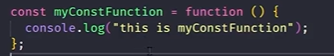 const myConstFunction = function () {
  console.log("this is myConstFunction");
};